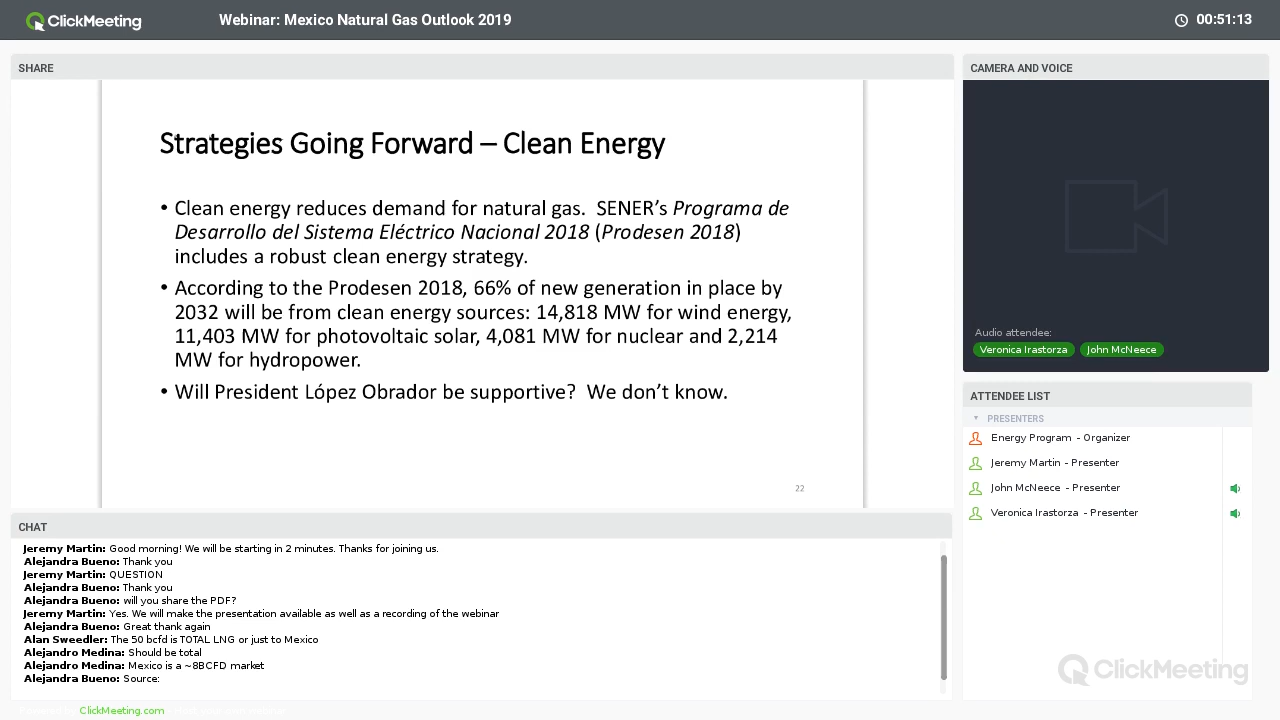 ClickMeeting
Webinar: Mexico Natural Gas Outlook 2019
00:51:13
SHARE
Strategies Going Forward – Clean Energy
• Clean energy reduces demand for natural gas.  SENER’s Programa de
Desarrollo del Sistema Eléctrico Nacional 2018 (Prodesen 2018)
includes a robust clean energy strategy.
• According to the Prodesen 2018, 66% of new generation in place by
2032 will be from clean energy sources: 14,818 MW for wind energy,
11,403 MW for photovoltaic solar, 4,081 MW for nuclear and 2,214
MW for hydropower.
• Will President López Obrador be supportive?  We don’t know.
22
CAMERA AND VOICE
Audio attendee:
Veronica Irastorza
John McNeece
ATTENDEE LIST
PRESENTERS
Energy Program - Organizer
Jeremy Martin - Presenter
John McNeece - Presenter
Veronica Irastorza - Presenter
ClickMeeting
CHAT
Jeremy Martin: Good morning! We will be starting in 2 minutes. Thanks for joining us.
Alejandra Bueno: Thank you
Jeremy Martin: QUESTION
Alejandra Bueno: Thank you
Alejandra Bueno: will you share the PDF?
Jeremy Martin: Yes. We will make the presentation available as well as a recording of the webinar
Alejandra Bueno: Great thank again
Alan Sweedler: The 50 bcfd is TOTAL LNG or just to Mexico
Alejandro Medina: Should be total
Alejandro Medina: Mexico is a ~8BCFD market
Alejandra Bueno: Source:
ClickMeeting.com